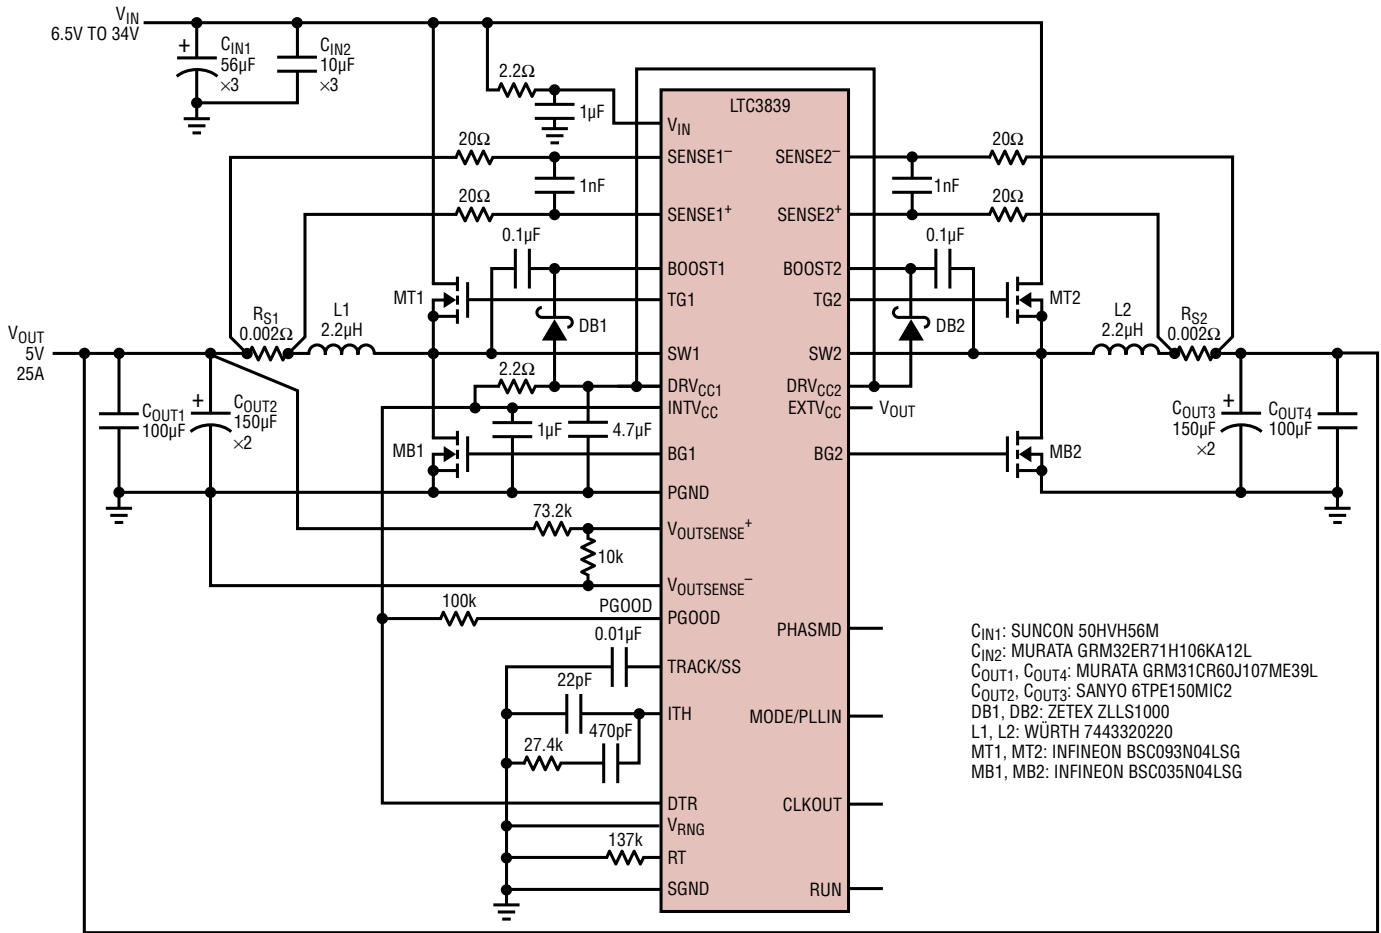 VIN
6.5V TO 34V
CIN1
56µF
×3
CIN2
10µF
×3
2.2Ω
1µF
LTC3839
VIN
20Ω
SENSE1–
SENSE2–
20Ω
1nF
1nF
20Ω
SENSE1+
SENSE2+
20Ω
0.1µF
0.1µF
BOOST1
BOOST2
MT1
TG1
TG2
MT2
DB1
DB2
VOUT
5V
25A
RS1
0.002Ω
L1
2.2µH
L2
2.2µH
RS2
0.002Ω
SW1
SW2
2.2Ω
DRVCC1
DRVCC2
INTVCC
EXTVCC
VOUT
COUT1
100µF
COUT2
150µF
×2
1µF
4.7µF
COUT3
150µF
×2
COUT4
100µF
MB1
BG1
BG2
MB2
PGND
73.2k
VOUTSENSE+
10k
VOUTSENSE–
100k
PGOOD
PGOOD
PHASMD
0.01µF
TRACK/SS
22pF
ITH
MODE/PLLIN
470pF
27.4k
DTR
CLKOUT
VRNG
137k
RT
SGND
RUN
CIN1: SUNCON 50HVH56M
CIN2: MURATA GRM32ER71H106KA12L
COUT1, COUT4: MURATA GRM31CR60J107ME39L
COUT2, COUT3: SANYO 6TPE150MIC2
DB1, DB2: ZETEX ZLLS1000
L1, L2: WÜRTH 7443320220
MT1, MT2: INFINEON BSC093N04LSG
MB1, MB2: INFINEON BSC035N04LSG